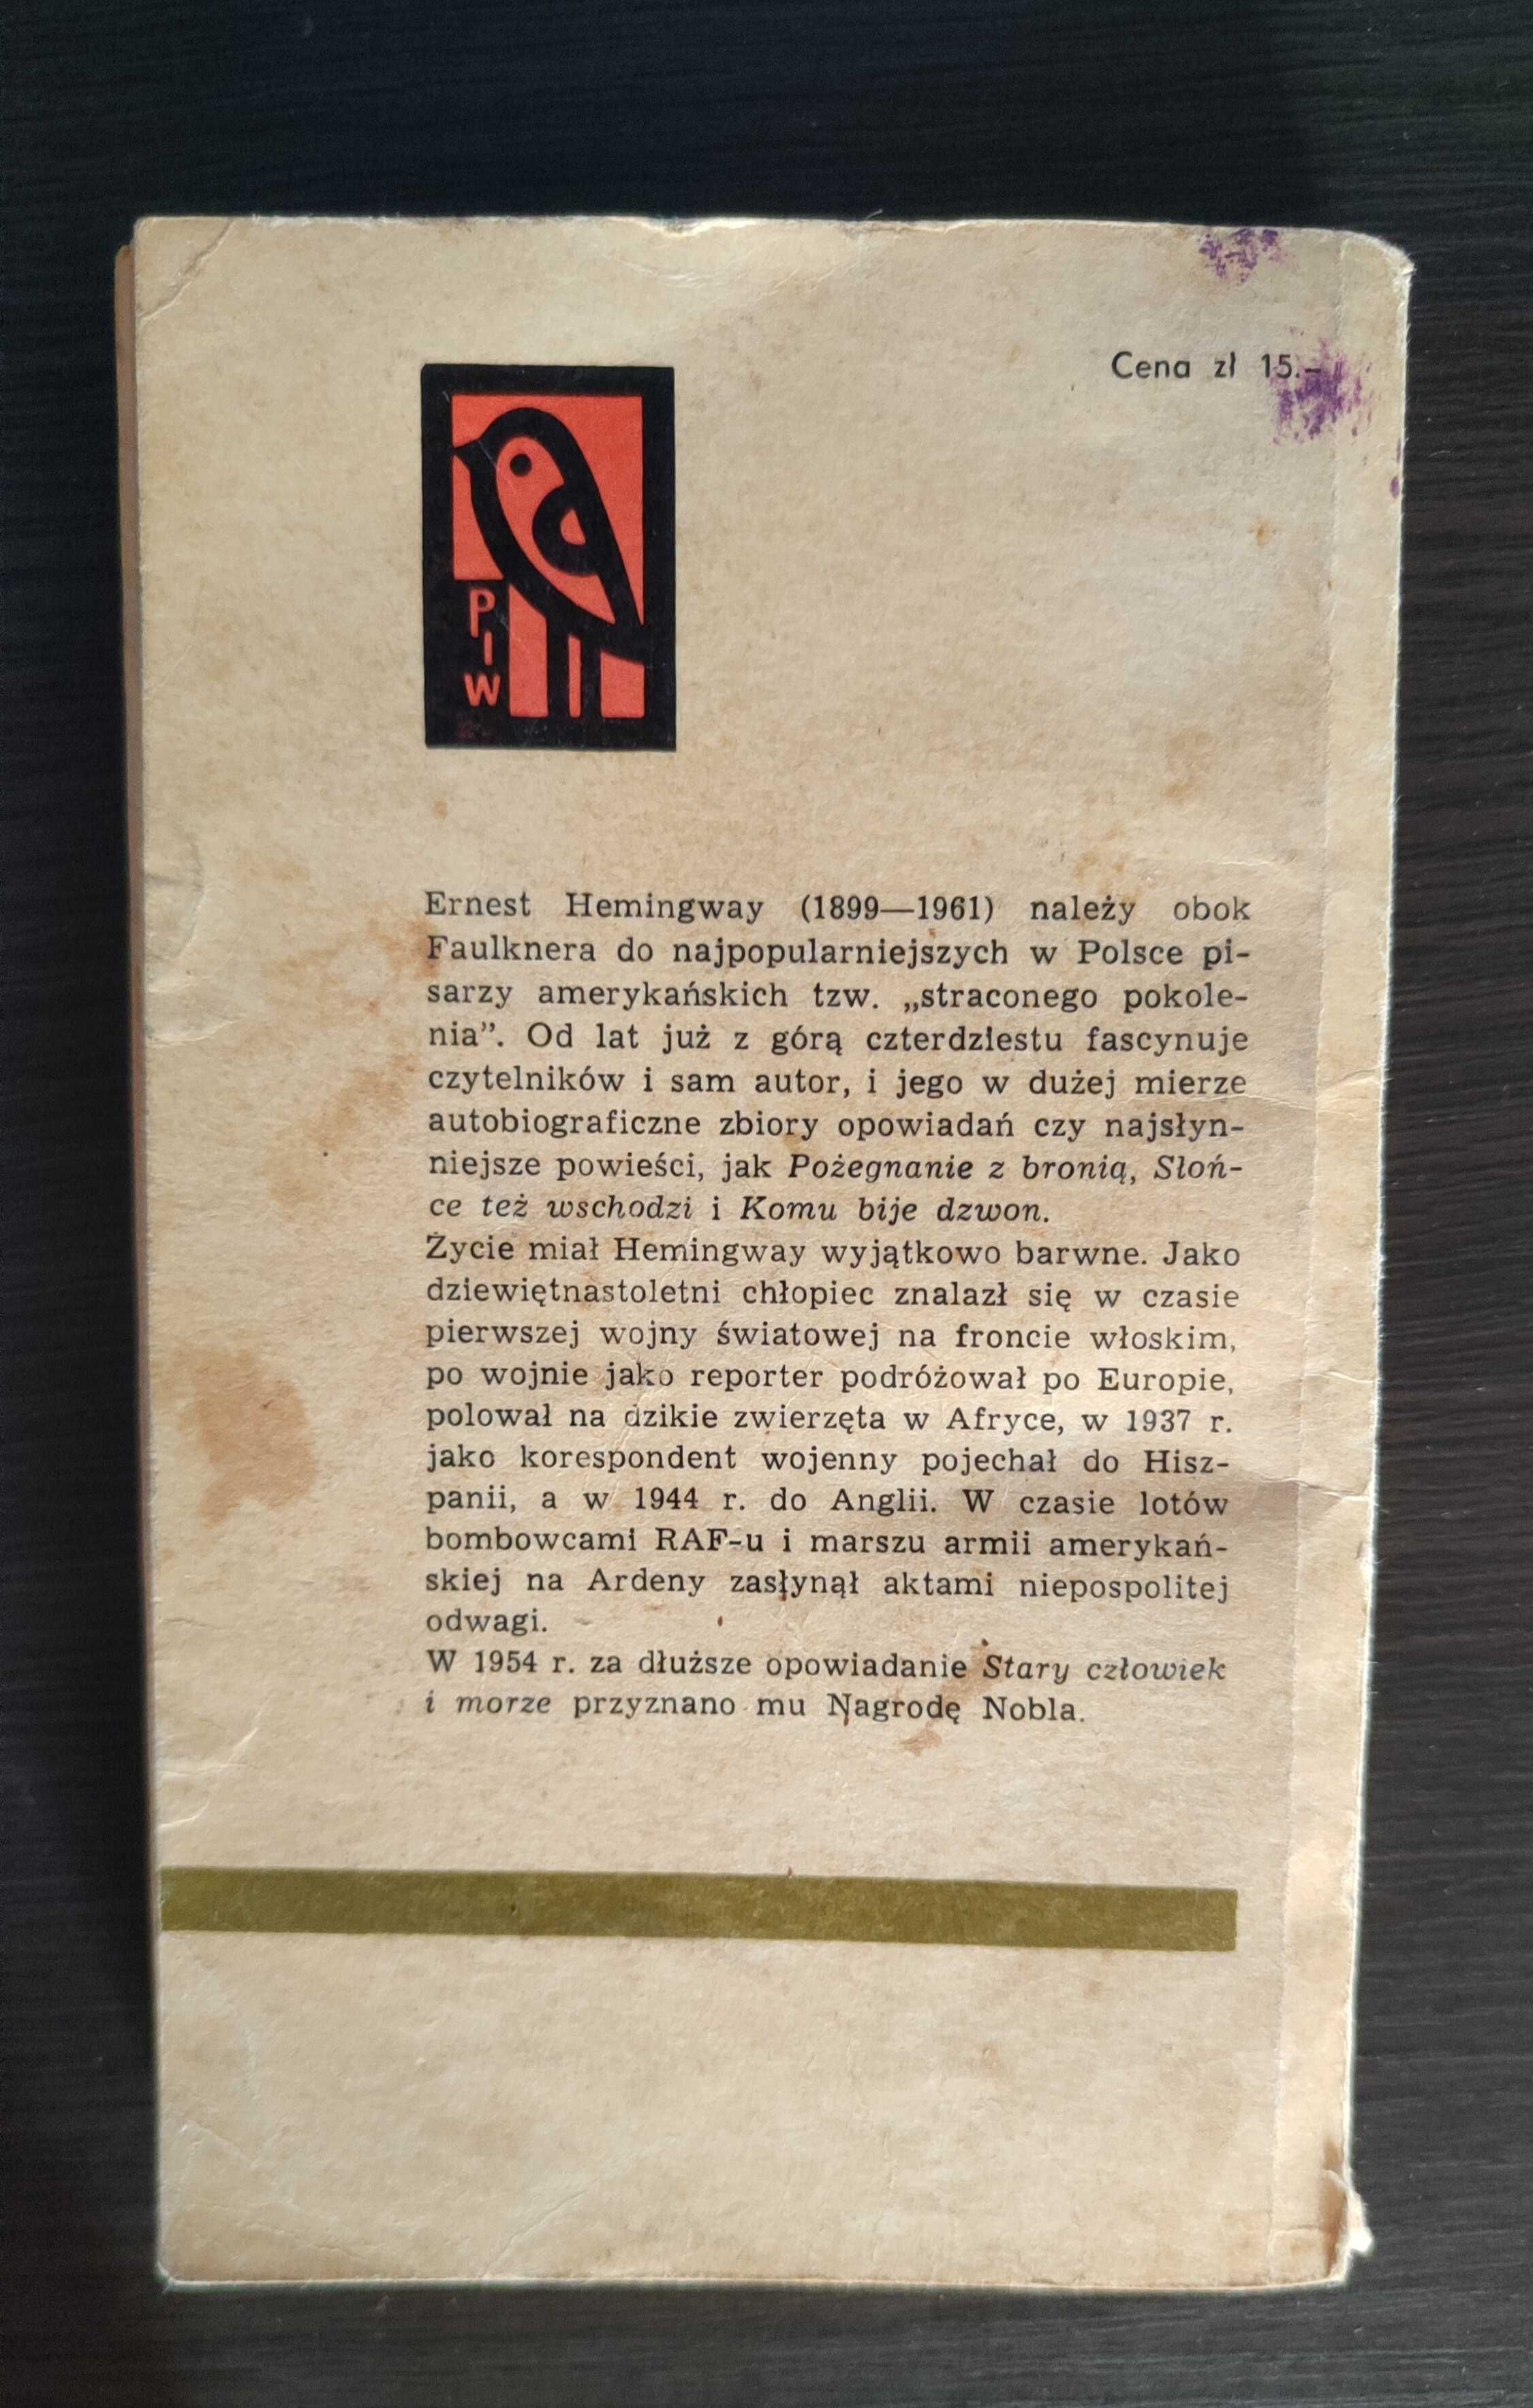 Cena zł 15.–
P
I
W
Ernest Hemingway (1899—1961) należy obok
Faulknera do najpopularniejszych w Polsce pi-
sarzy amerykańskich tzw. „straconego pokole-
nia”. Od lat już z górą czterdziestu fascynuje
czytelników i sam autor, i jego w dużej mierze
autobiograficzne zbiory opowiadań czy najsłyn-
niejsze powieści, jak Pożegnanie z bronią, Słoń-
ce też wschodzi i Komu bije dzwon.
Życie miał Hemingway wyjątkowo barwne. Jako
dziewiętnastoletni chłopiec znalazł się w czasie
pierwszej wojny światowej na froncie włoskim,
po wojnie jako reporter podróżował po Europie,
polował na dzikie zwierzęta w Afryce, w 1937 r.
jako korespondent wojenny pojechał do Hisz-
panii, a w 1944 r. do Anglii. W czasie lotów
bombowcami RAF-u i marszu armii amerykań-
skiej na Ardeny zasłynął aktami niepospolitej
odwagi.
W 1954 r. za dłuższe opowiadanie Stary człowiek
i morze przyznano mu Nagrodę Nobla.